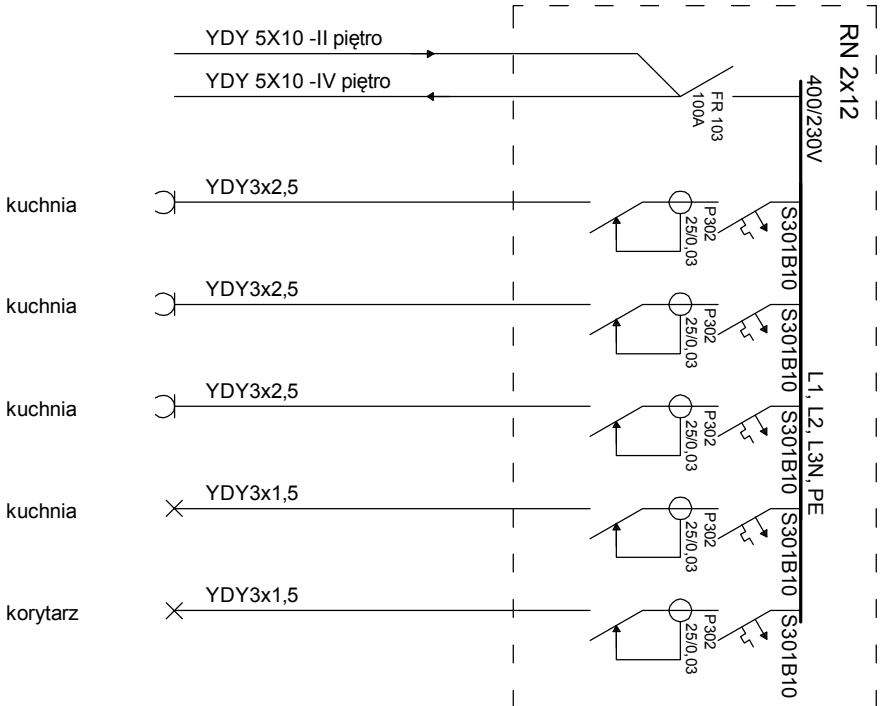 YDY 5X10 -II piętro
YDY 5X10 -IV piętro
FR 103
100A
400/230V
RN 2x12
kuchnia
YDY3x2,5
P302
25/0,03
S301B10
kuchnia
YDY3x2,5
P302
25/0,03
S301B10
kuchnia
YDY3x2,5
P302
25/0,03
S301B10
L1, L2, L3N, PE
kuchnia
YDY3x1,5
P302
25/0,03
S301B10
korytarz
YDY3x1,5
P302
25/0,03
S301B10